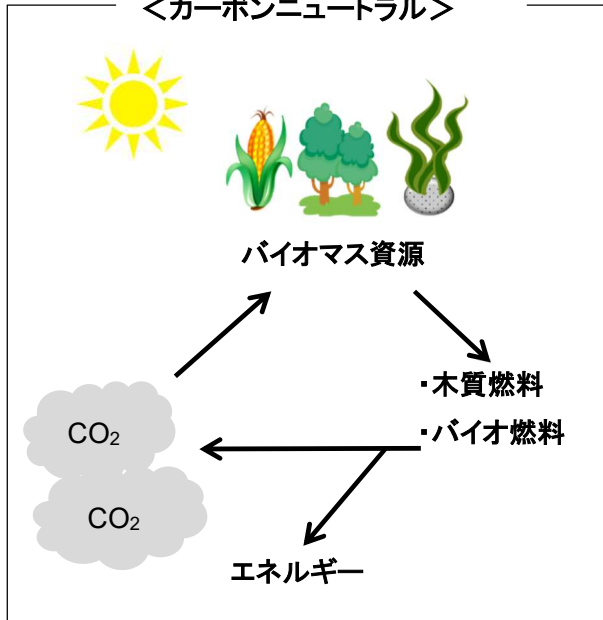 ＜カーボンニュートラル＞
バイオマス資源
・木質燃料
・バイオ燃料
CO₂
CO₂
エネルギー